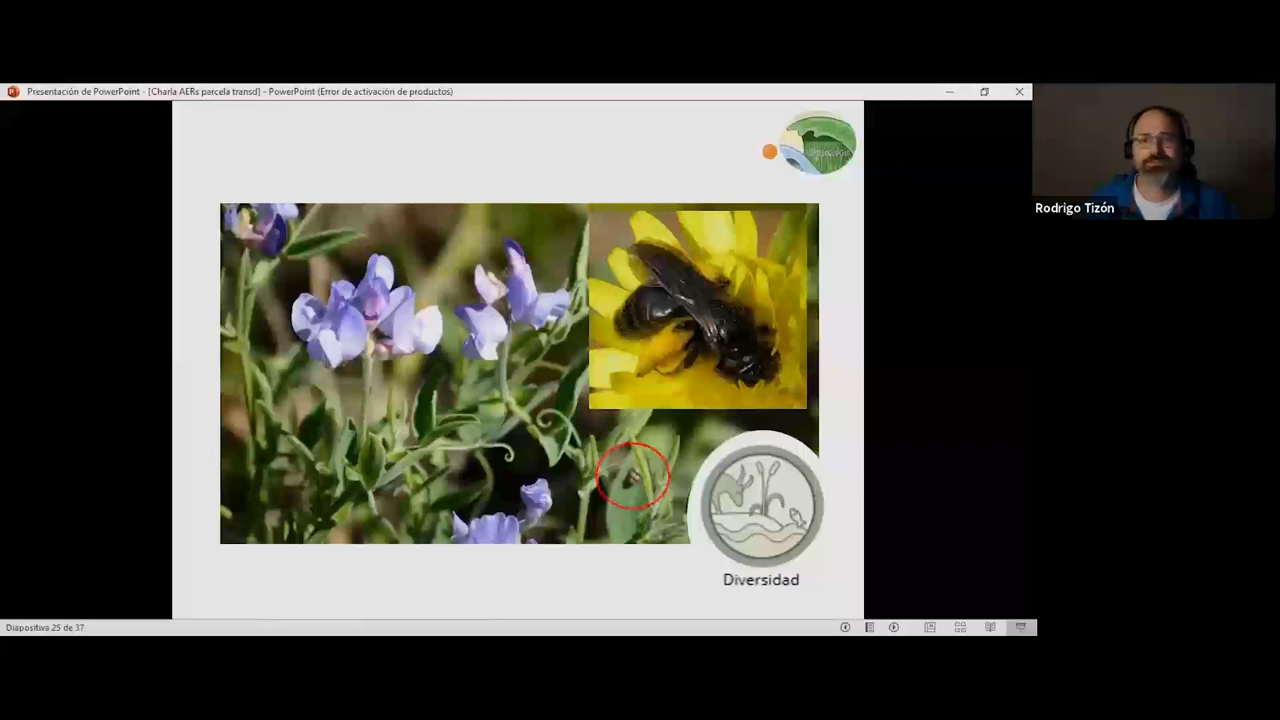 Presentación de PowerPoint - [Charla AERs parcela transd] - PowerPoint (Error de activación de productos)
Rodrigo Tizón
Diversidad
Diapositiva 25 de 37